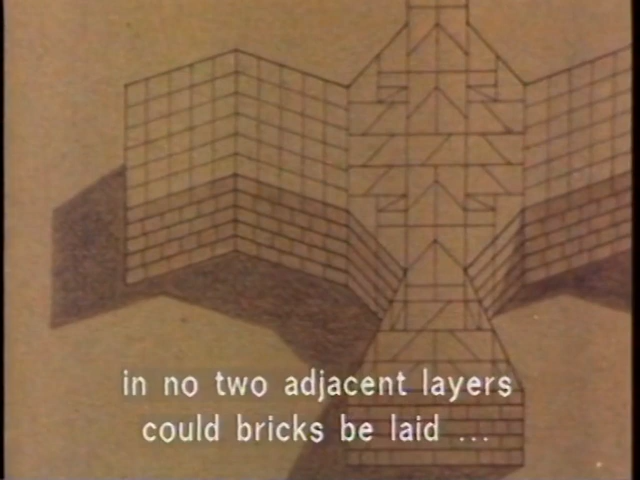 in no two adjacent layers
could bricks be laid ...